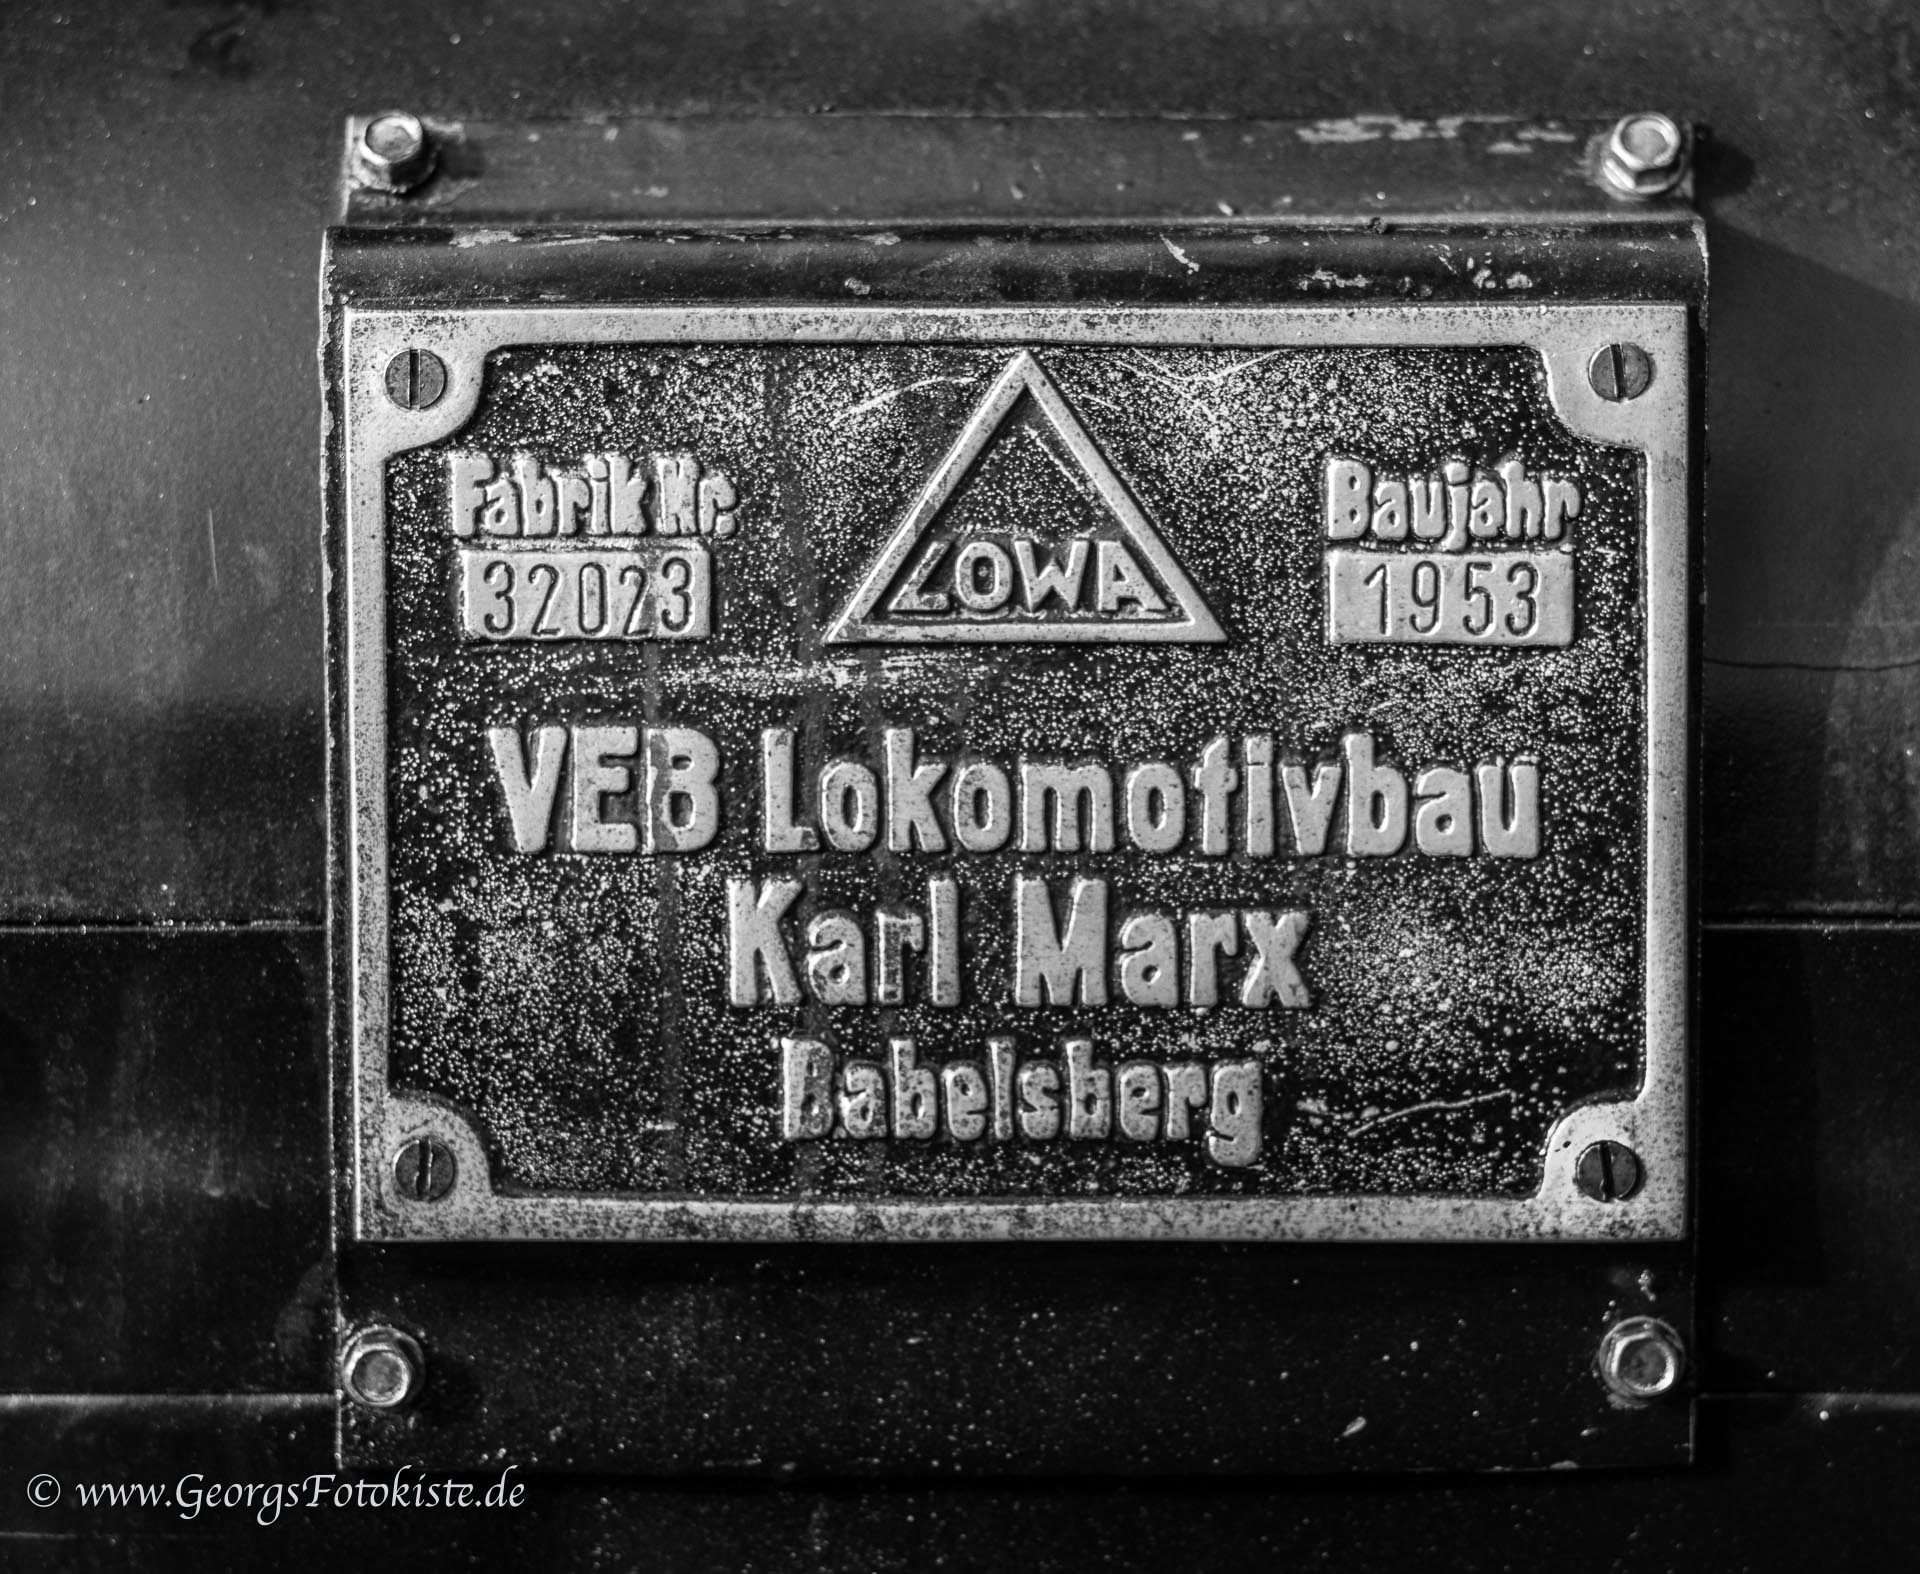 Fabrik Nr.
32023
LOWA
Baujahr
1953
VEB Lokomotivbau
Karl Marx
Babelsberg
© www.GeorgsFotokiste.de